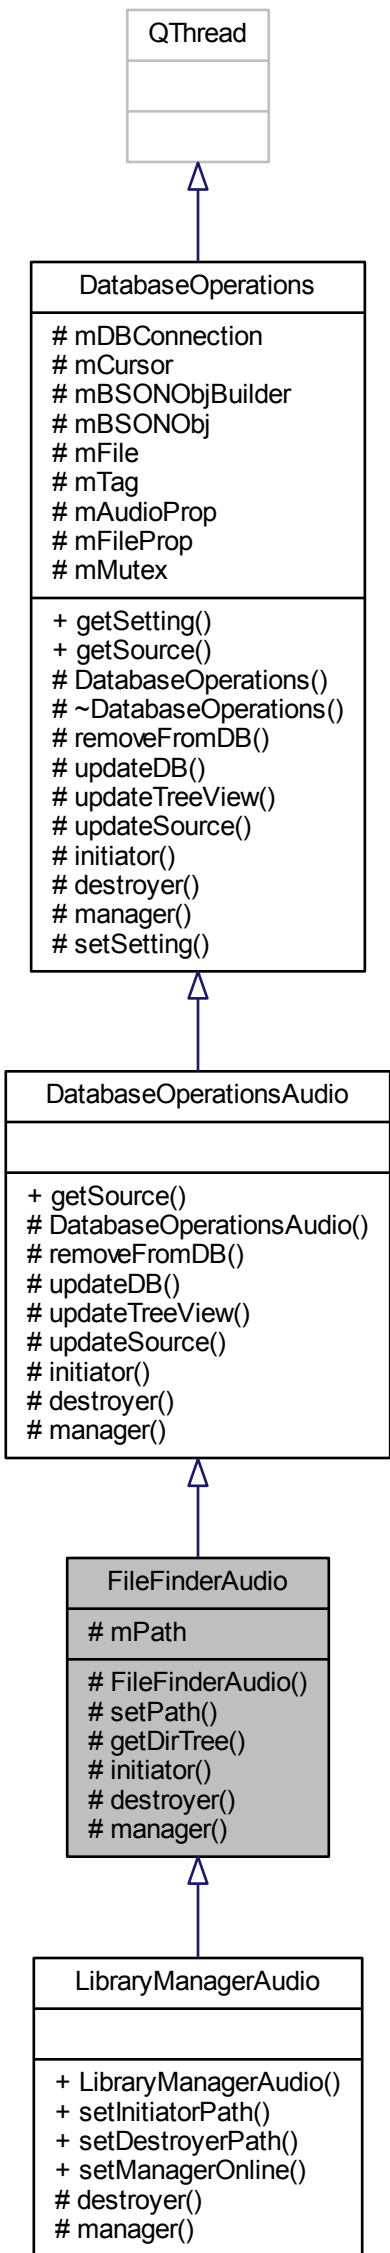 QThread
DatabaseOperations
# mDBConnection
# mCursor
# mBSONObjBuilder
# mBSONObj
# mFile
# mTag
# mAudioProp
# mFileProp
# mMutex
+ getSetting()
+ getSource()
# DatabaseOperations()
# ~DatabaseOperations()
# removeFromDB()
# updateDB()
# updateTreeView()
# updateSource()
# initiator()
# destroyer()
# manager()
# setSetting()
DatabaseOperationsAudio
+ getSource()
# DatabaseOperationsAudio()
# removeFromDB()
# updateDB()
# updateTreeView()
# updateSource()
# initiator()
# destroyer()
# manager()
FileFinderAudio
# mPath
# FileFinderAudio()
# setPath()
# getDirTree()
# initiator()
# destroyer()
# manager()
LibraryManagerAudio
+ LibraryManagerAudio()
+ setInitiatorPath()
+ setDestroyerPath()
+ setManagerOnline()
# destroyer()
# manager()